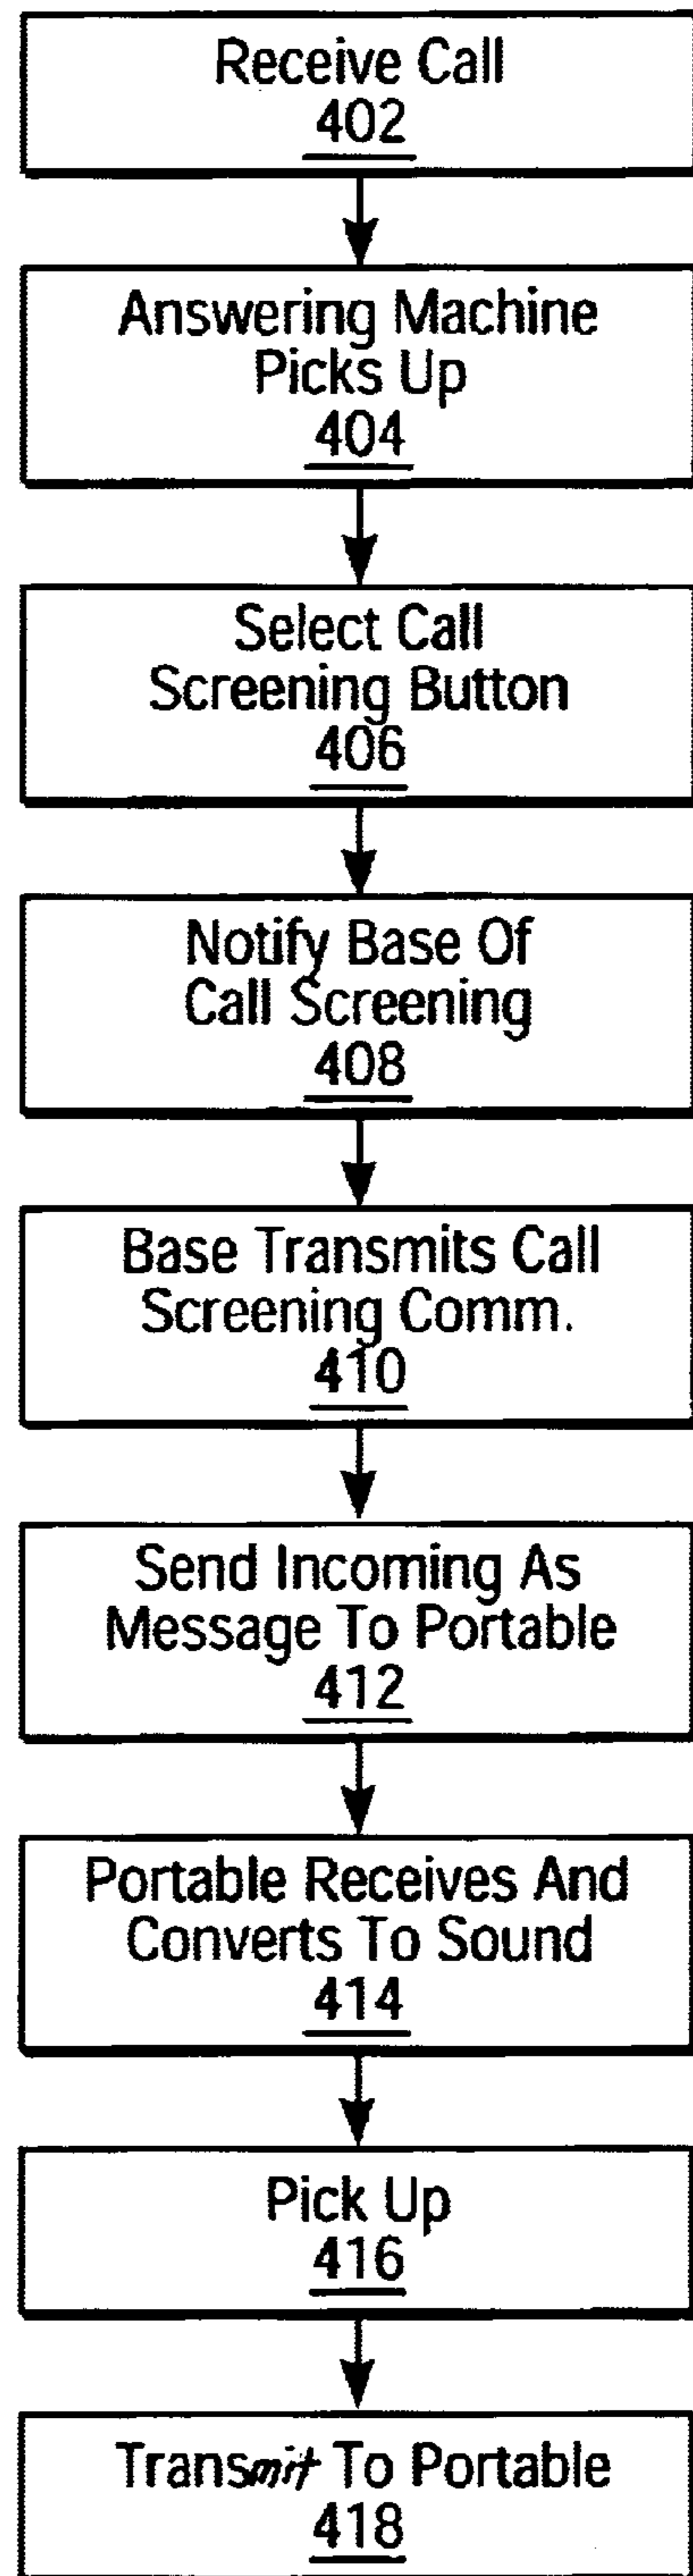 Receive Call
402
Answering Machine
Picks Up
404
Select Call
Screening Button
406
Notify Base Of
Call Screening
408
Base Transmits Call
Screening Comm.
410
Send Incoming As
Message To Portable
412
Portable Receives And
Converts To Sound
414
Pick Up
416
Transmit To Portable
418